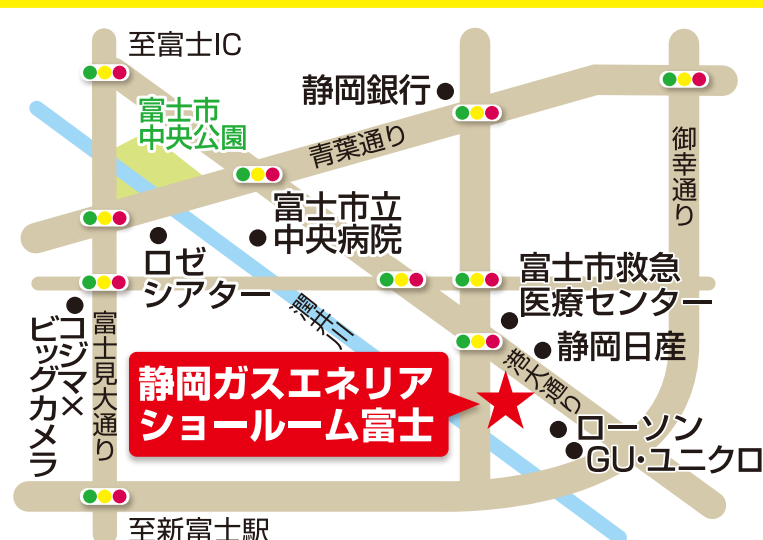 至富士IC
静岡銀行
富士市
中央公園
青葉通り
御幸通り
富士市立
中央病院
ロゼ
シアター
富士市救急
医療センター
潤井川
静岡日産
港大通り
コジマ×
ビッグカメラ
富士見大通り
静岡ガスエネリア
ショールーム富士
ローソン
GU・ユニクロ
至新富士駅